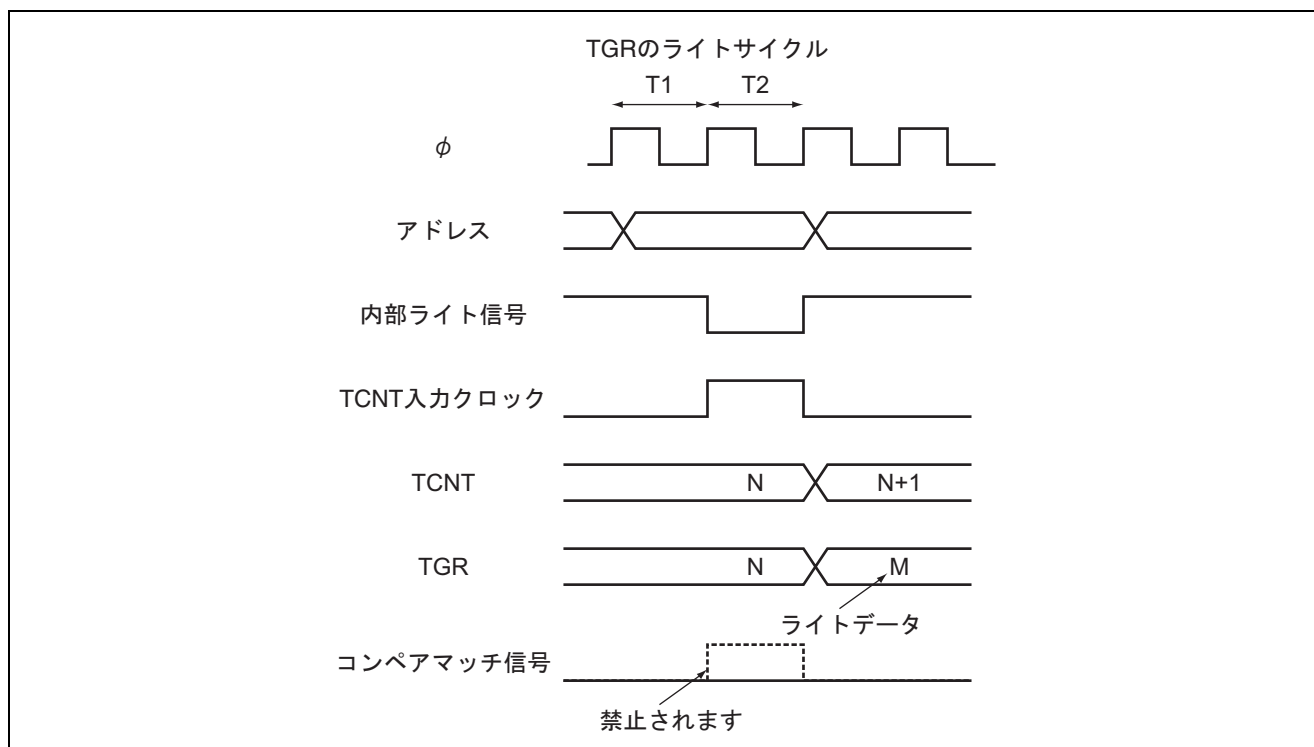 TGRのライトサイクル
T1 T2
φ
アドレス
内部ライト信号
TCNT入力クロック
TCNT N N+1
TGR N M
ライトデータ
コンペアマッチ信号
禁止されます